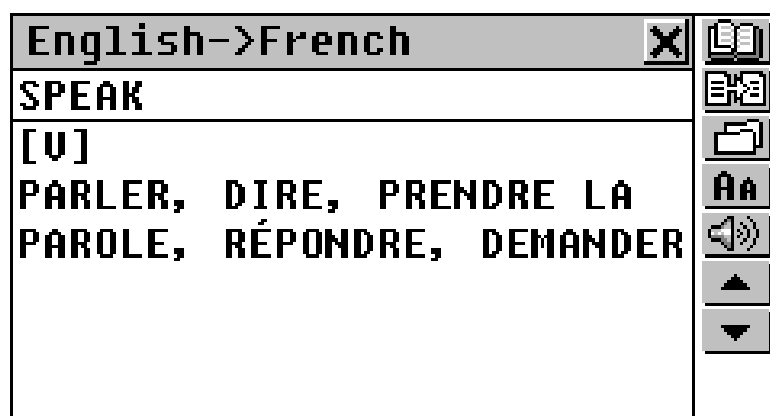 English->French
SPEAK
[V]
PARLER, DIRE, PRENDRE LA
PAROLE, RÉPONDRE, DEMANDER
AA